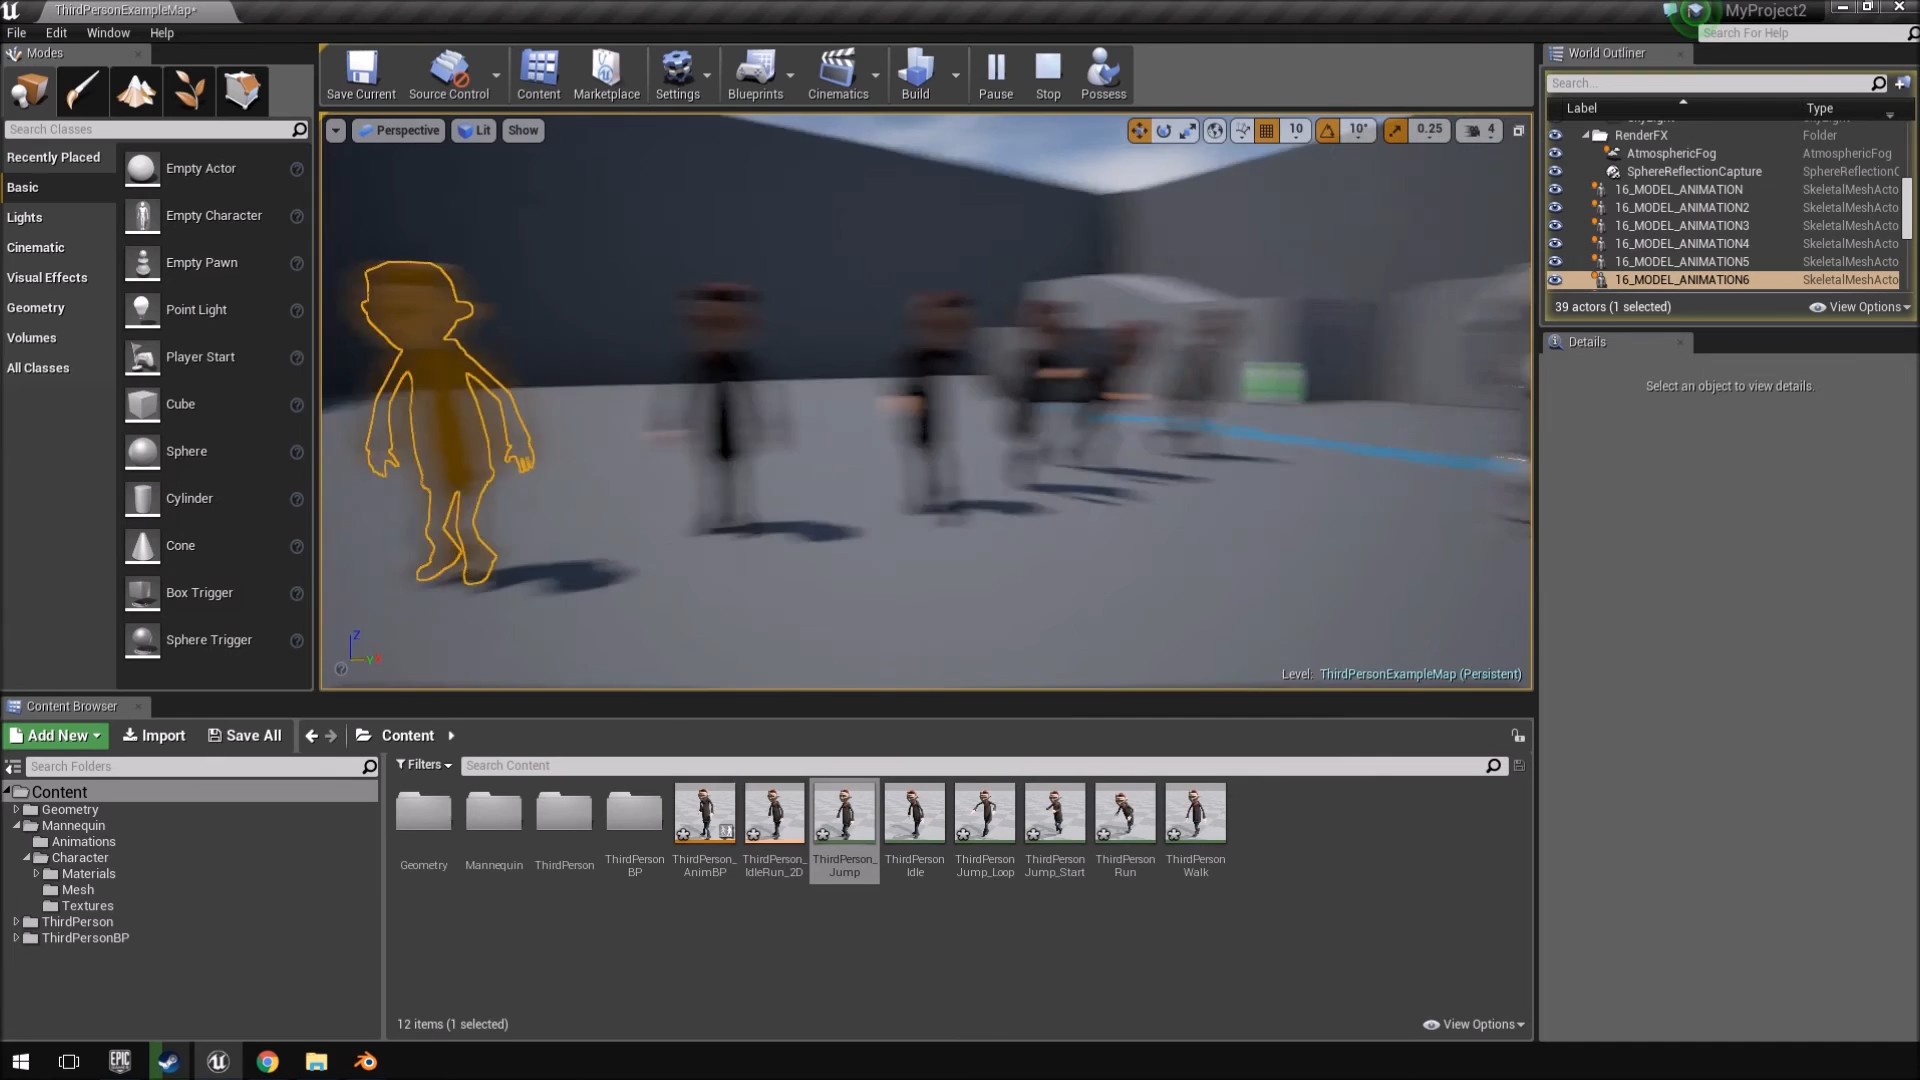 ThirdPersonExampleMap*
MyProject2
File Edit Window Help
Search For Help
Modes
Search Classes
Recently Placed
Basic
Lights
Cinematic
Visual Effects
Geometry
Volumes
All Classes
Empty Actor
Empty Character
Empty Pawn
Point Light
Player Start
Cube
Sphere
Cylinder
Cone
Box Trigger
Sphere Trigger
Save Current
Source Control
Content
Marketplace
Settings
Blueprints
Cinematics
Build
Pause
Stop
Possess
Perspective
Lit
Show
10
10°
0.25
4
Z
Y
Level: ThirdPersonExampleMap (Persistent)
World Outliner
Search...
Label Type
RenderFX Folder
AtmosphericFog AtmosphericFog
SphereReflectionCapture SphereReflectionC
16_MODEL_ANIMATION SkeletalMeshActo
16_MODEL_ANIMATION2 SkeletalMeshActo
16_MODEL_ANIMATION3 SkeletalMeshActo
16_MODEL_ANIMATION4 SkeletalMeshActo
16_MODEL_ANIMATION5 SkeletalMeshActo
16_MODEL_ANIMATION6 SkeletalMeshActo
39 actors (1 selected)
View Options
Details
Select an object to view details.
Content Browser
Add New
Import
Save All
Content
Search Folders
Filters
Search Content
Content
Geometry
Mannequin
Animations
Character
Materials
Mesh
Textures
ThirdPerson
ThirdPersonBP
Geometry
Mannequin
ThirdPerson
ThirdPerson
BP
ThirdPerson_
AnimBP
ThirdPerson_
IdleRun_2D
ThirdPerson_
Jump
ThirdPerson
Idle
ThirdPerson
Jump_Loop
ThirdPerson
Jump_Start
ThirdPerson
Run
ThirdPerson
Walk
12 items (1 selected)
View Options
EPIC